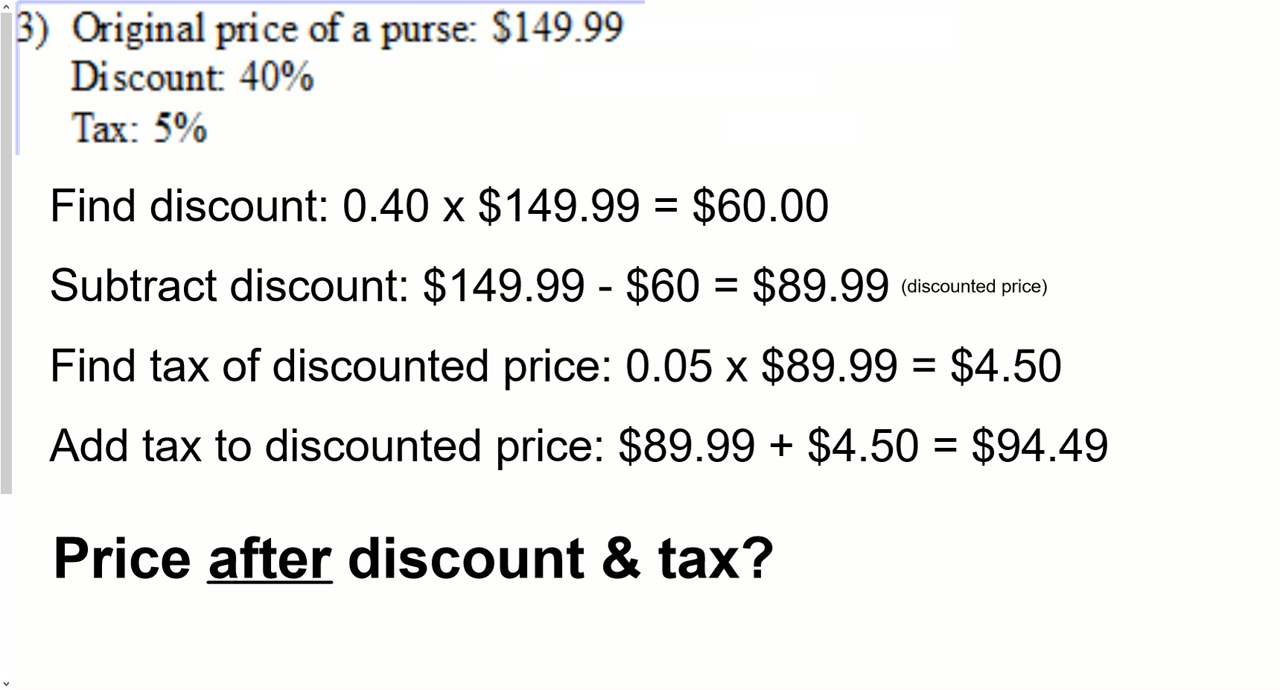 3) Original price of a purse: $149.99
Discount: 40%
Tax: 5%
Find discount: 0.40 x $149.99 = $60.00
Subtract discount: $149.99 - $60 = $89.99 (discounted price)
Find tax of discounted price: 0.05 x $89.99 = $4.50
Add tax to discounted price: $89.99 + $4.50 = $94.49
Price after discount & tax?